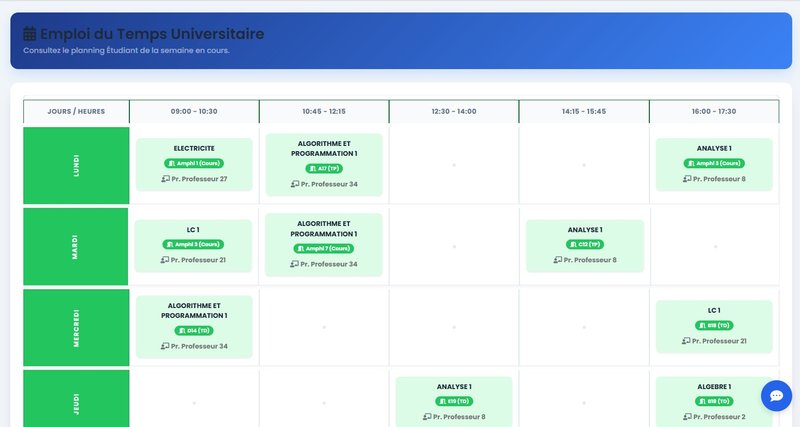 Emploi du Temps Universitaire
Consultez le planning Étudiant de la semaine en cours.
JOURS / HEURES
09:00 - 10:30
10:45 - 12:15
12:30 - 14:00
14:15 - 15:45
16:00 - 17:30
LUNDI
ELECTRICITE
Amphi 1 (Cours)
Pr. Professeur 27
ALGORITHME ET
PROGRAMMATION 1
A17 (TP)
Pr. Professeur 34
ANALYSE 1
Amphi 5 (Cours)
Pr. Professeur 8
MARDI
LC 1
Amphi 3 (Cours)
Pr. Professeur 21
ALGORITHME ET
PROGRAMMATION 1
Amphi 7 (Cours)
Pr. Professeur 34
ANALYSE 1
C12 (TP)
Pr. Professeur 8
MERCREDI
ALGORITHME ET
PROGRAMMATION 1
D14 (TD)
Pr. Professeur 34
LC 1
B18 (TD)
Pr. Professeur 21
JEUDI
ANALYSE 1
E19 (TD)
Pr. Professeur 8
ALGEBRE 1
B18 (TD)
Pr. Professeur 2